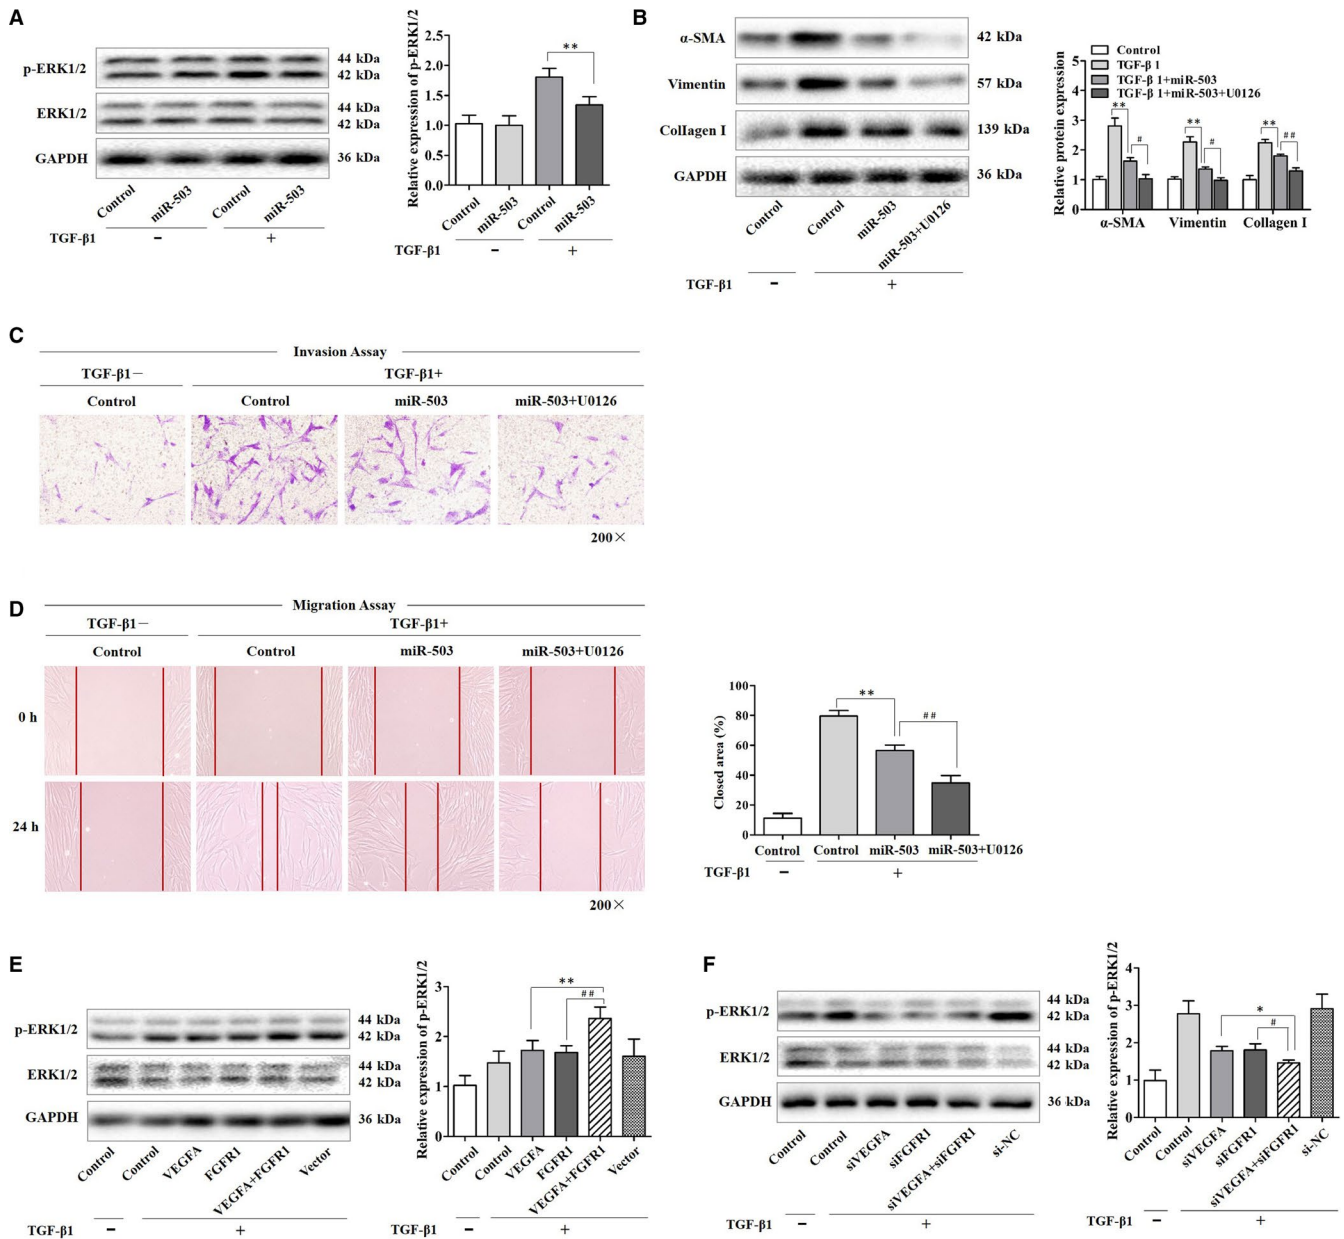 A
p-ERK1/2
44 kDa
42 kDa
ERK1/2
44 kDa
42 kDa
GAPDH
36 kDa
Control
miR-503
Control
miR-503
TGF-β1
−
+
Relative expression of p-ERK1/2
2.5
2.0
1.5
1.0
0.5
0.0
**
Control
miR-503
Control
miR-503
TGF-β1
−
+
B
α-SMA
42 kDa
Vimentin
57 kDa
Collagen I
139 kDa
GAPDH
36 kDa
Control
Control
miR-503
miR-503+U0126
TGF-β1
−
+
Relative protein expression
5
4
3
2
1
0
Control
TGF-β 1
TGF-β 1+miR-503
TGF-β 1+miR-503+U0126
**
#
**
#
**
##
α-SMA
Vimentin
Collagen I
C
Invasion Assay
TGF-β1−
TGF-β1+
Control
Control
miR-503
miR-503+U0126
200×
D
Migration Assay
TGF-β1−
TGF-β1+
Control
Control
miR-503
miR-503+U0126
0 h
24 h
200×
Closed area (%)
100
80
60
40
20
0
**
##
Control
Control
miR-503
miR-503+U0126
TGF-β1
−
+
E
p-ERK1/2
44 kDa
42 kDa
ERK1/2
44 kDa
42 kDa
GAPDH
36 kDa
Control
Control
VEGFA
FGFR1
VEGFA+FGFR1
Vector
TGF-β1
−
+
Relative expression of p-ERK1/2
3
2
1
0
**
##
Control
Control
VEGFA
FGFR1
VEGFA+FGFR1
Vector
TGF-β1
−
+
F
p-ERK1/2
44 kDa
42 kDa
ERK1/2
44 kDa
42 kDa
GAPDH
36 kDa
Control
Control
siVEGFA
siFGFR1
siVEGFA+siFGFR1
si-NC
TGF-β1
−
+
Relative expression of p-ERK1/2
4
3
2
1
0
*
#
Control
Control
siVEGFA
siFGFR1
siVEGFA+siFGFR1
si-NC
TGF-β1
−
+